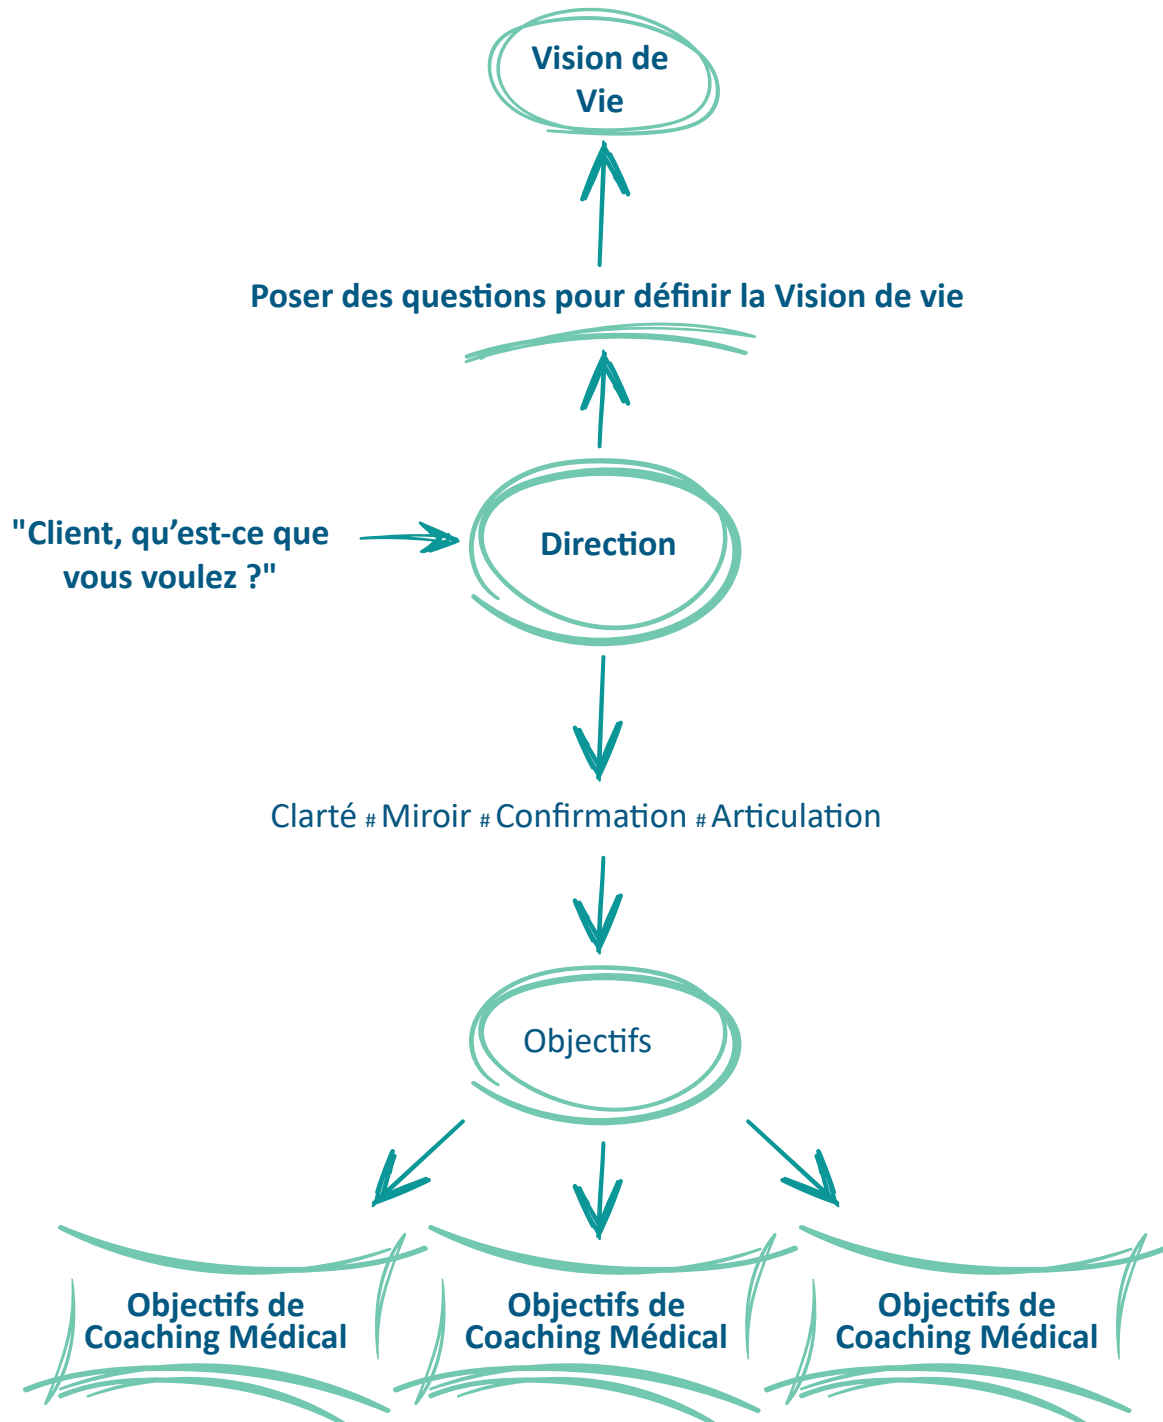 Vision de
Vie
Poser des questions pour définir la Vision de vie
"Client, qu’est-ce que
vous voulez ?"
Direction
Clarté # Miroir # Confirmation # Articulation
Objectifs
Objectifs de
Coaching Médical
Objectifs de
Coaching Médical
Objectifs de
Coaching Médical